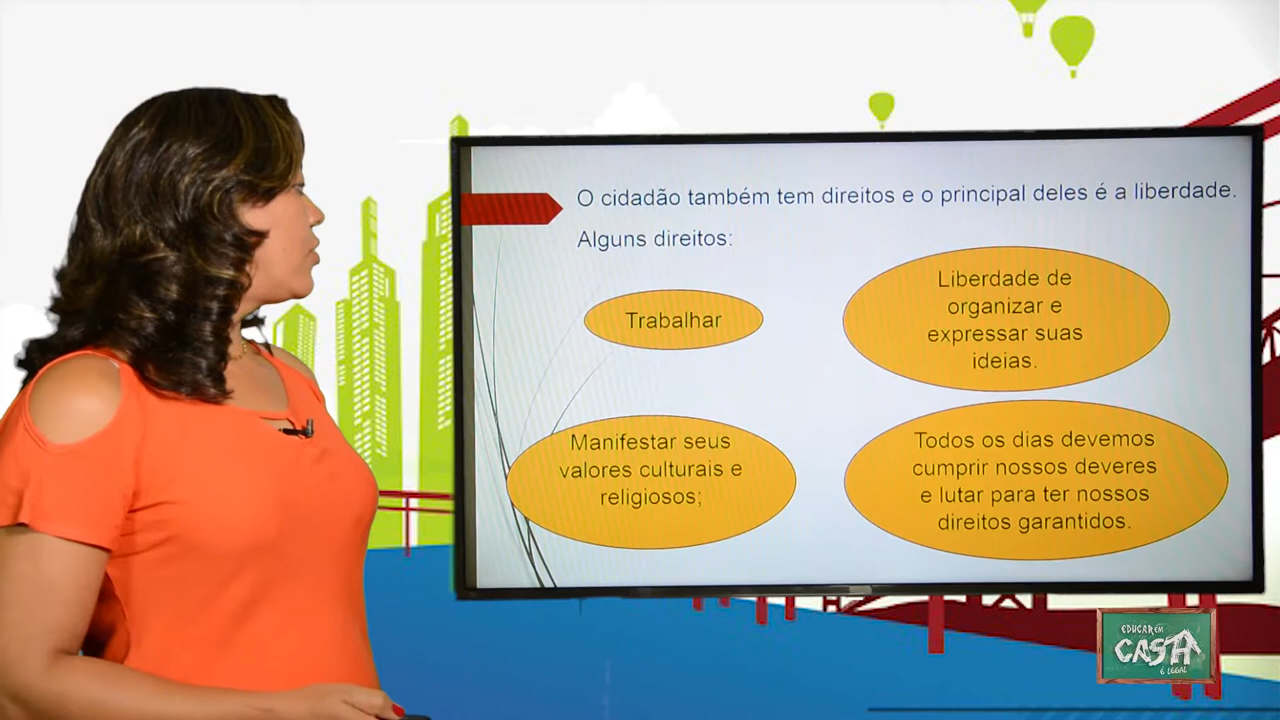 O cidadão também tem direitos e o principal deles é a liberdade.
Alguns direitos:
Trabalhar
Liberdade de
organizar e
expressar suas
ideias.
Manifestar seus
valores culturais e
religiosos;
Todos os dias devemos
cumprir nossos deveres
e lutar para ter nossos
direitos garantidos.
EDUCAR EM
CASA
É LEGAL